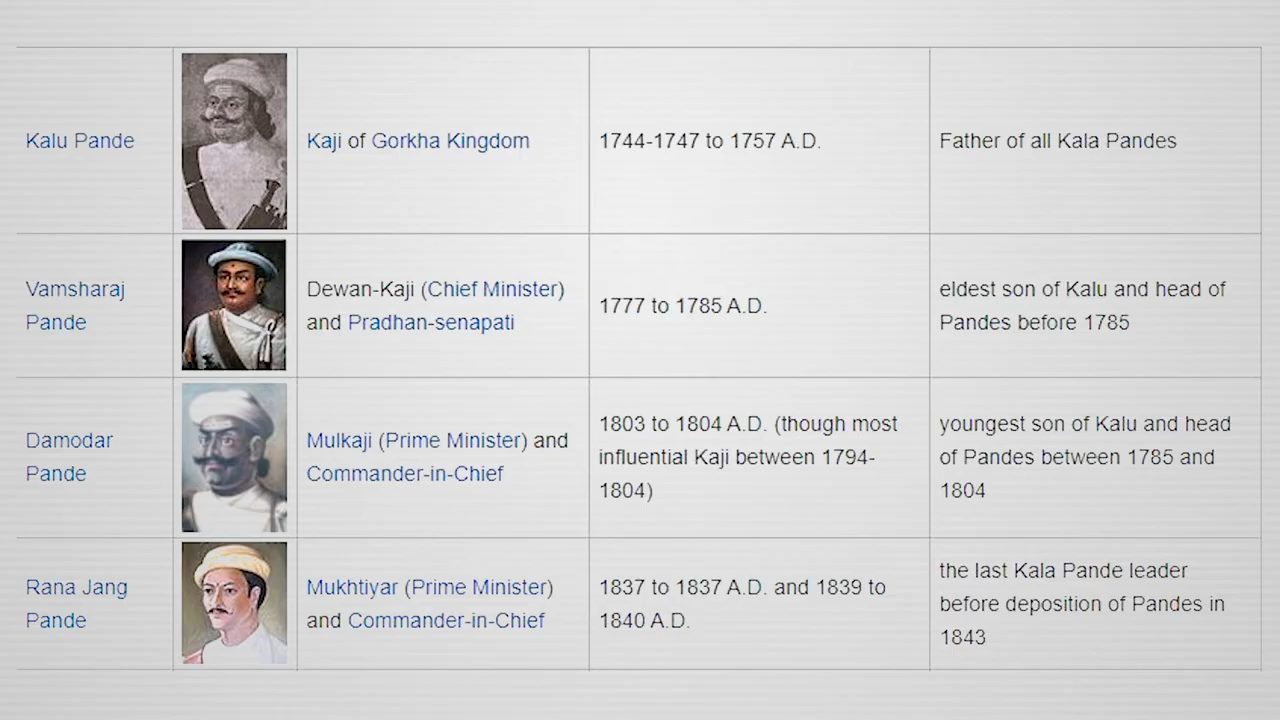 Kalu Pande
Kaji of Gorkha Kingdom
1744-1747 to 1757 A.D.
Father of all Kala Pandes
Vamsharaj
Pande
Dewan-Kaji (Chief Minister)
and Pradhan-senapati
1777 to 1785 A.D.
eldest son of Kalu and head of
Pandes before 1785
Damodar
Pande
Mulkaji (Prime Minister) and
Commander-in-Chief
1803 to 1804 A.D. (though most
influential Kaji between 1794-
1804)
youngest son of Kalu and head
of Pandes between 1785 and
1804
Rana Jang
Pande
Mukhtiyar (Prime Minister)
and Commander-in-Chief
1837 to 1837 A.D. and 1839 to
1840 A.D.
the last Kala Pande leader
before deposition of Pandes in
1843